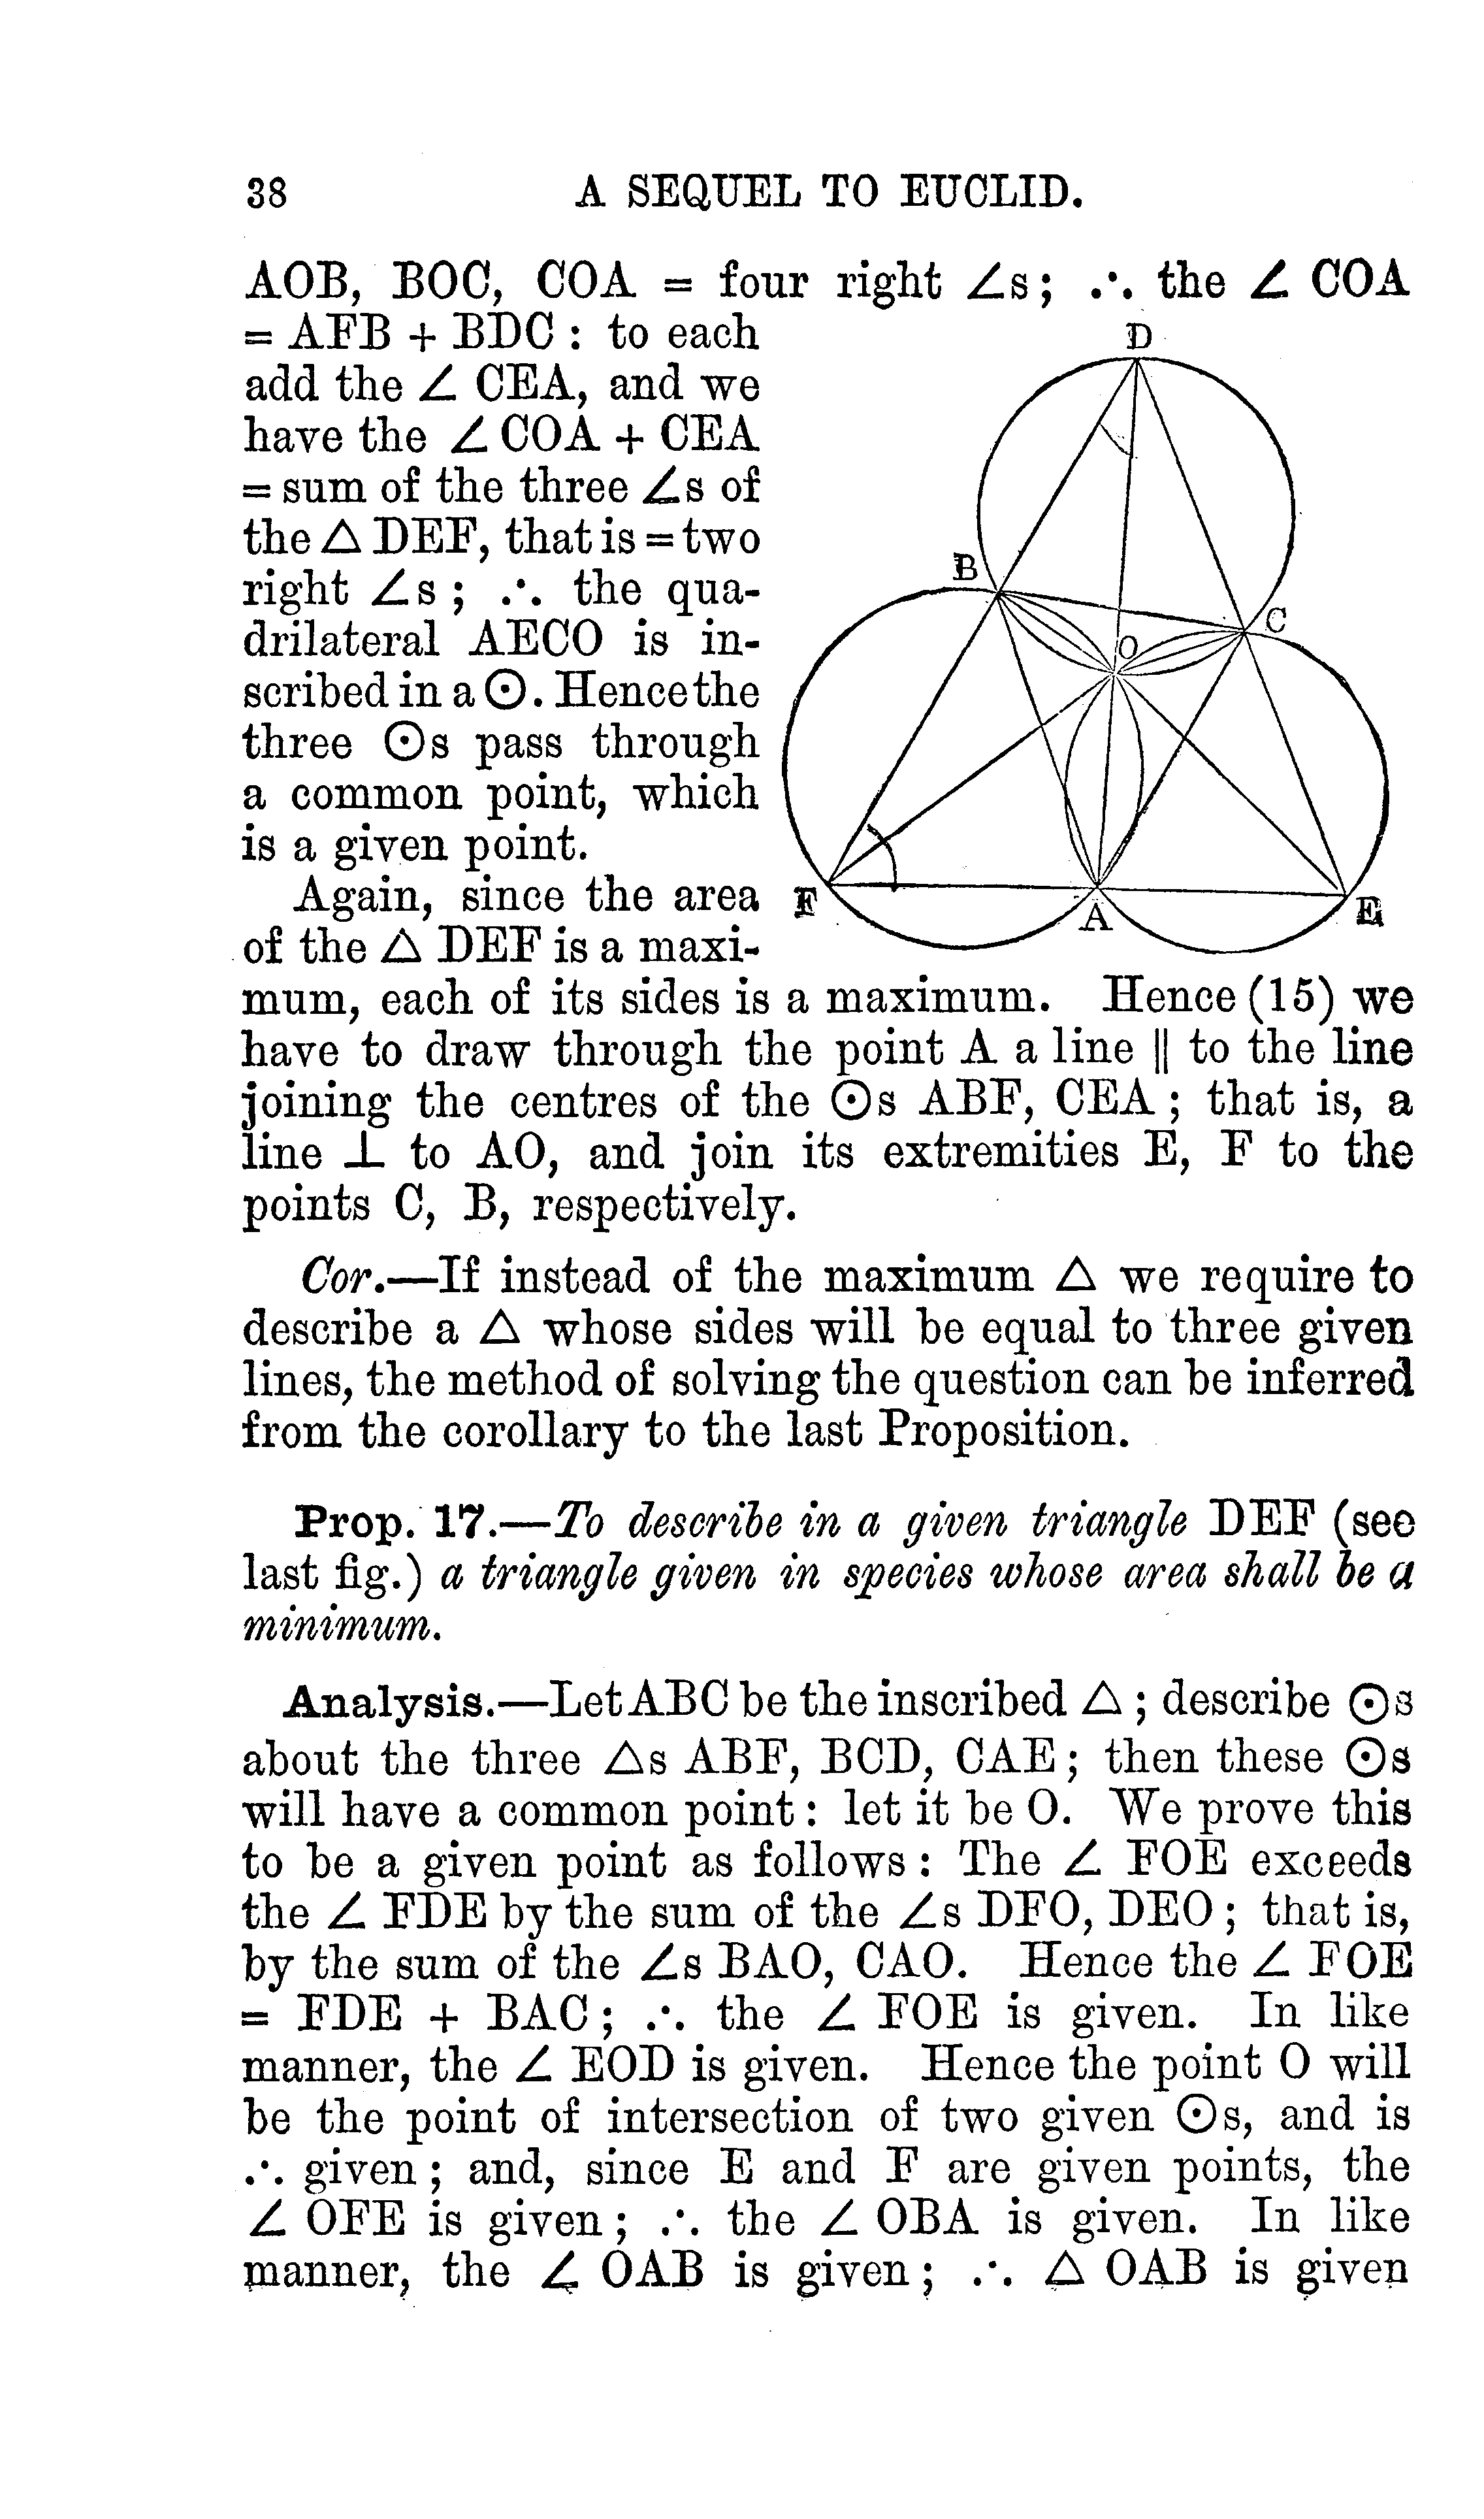 38 A SEQUEL TO EUCLID.
AOB, BOC, COA = four right ∠s; ∴ the ∠ COA
= AFB + BDC : to each
add the ∠ CEA, and we
have the ∠ COA + CEA
= sum of the three ∠s of
the △ DEF, that is = two
right ∠s; ∴ the qua-
drilateral AECO is in-
scribed in a ⊙. Hence the
three ⊙s pass through
a common point, which
is a given point.
Again, since the area
of the △ DEF is a maxi-
D
B
C
O
F
A
E
mum, each of its sides is a maximum. Hence (15) we
have to draw through the point A a line || to the line
joining the centres of the ⊙s ABF, CEA; that is, a
line ⊥ to AO, and join its extremities E, F to the
points C, B, respectively.
Cor.—If instead of the maximum △ we require to
describe a △ whose sides will be equal to three given
lines, the method of solving the question can be inferred
from the corollary to the last Proposition.
Prop. 17.—To describe in a given triangle DEF (see
last fig.) a triangle given in species whose area shall be a
minimum.
Analysis.—Let ABC be the inscribed △; describe ⊙s
about the three △s ABF, BCD, CAE; then these ⊙s
will have a common point: let it be O. We prove this
to be a given point as follows: The ∠ FOE exceeds
the ∠ FDE by the sum of the ∠s DFO, DEO; that is,
by the sum of the ∠s BAO, CAO. Hence the ∠ FOE
= FDE + BAC; ∴ the ∠ FOE is given. In like
manner, the ∠ EOD is given. Hence the point O will
be the point of intersection of two given ⊙s, and is
∴ given; and, since E and F are given points, the
∠ OFE is given; ∴ the ∠ OBA is given. In like
manner, the ∠ OAB is given; ∴ △ OAB is given